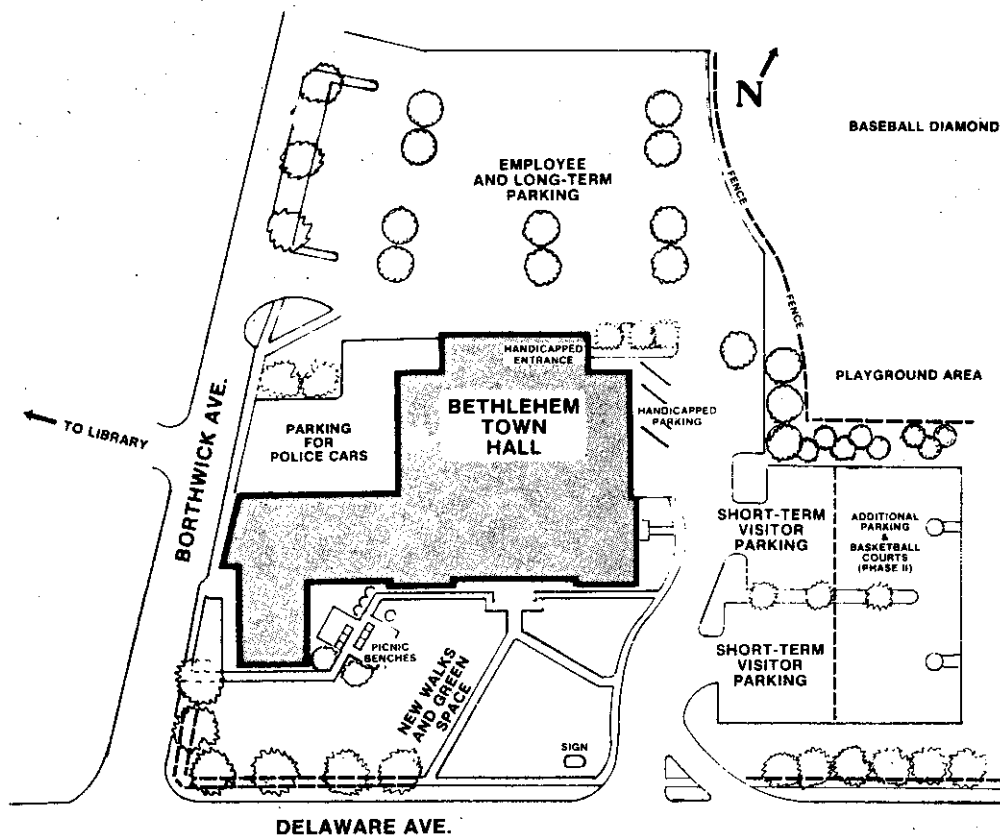 N
BASEBALL DIAMOND
EMPLOYEE
AND LONG-TERM
PARKING
FENCE
FENCE
HANDICAPPED
ENTRANCE
PLAYGROUND AREA
BETHLEHEM
TOWN
HALL
HANDICAPPED
PARKING
TO LIBRARY
BORTHWICK AVE.
PARKING
FOR
POLICE CARS
SHORT-TERM
VISITOR
PARKING
ADDITIONAL
PARKING
&
BASKETBALL
COURTS
(PHASE II)
PICNIC
BENCHES
NEW WALKS
AND GREEN
SPACE
SHORT-TERM
VISITOR
PARKING
SIGN
DELAWARE AVE.